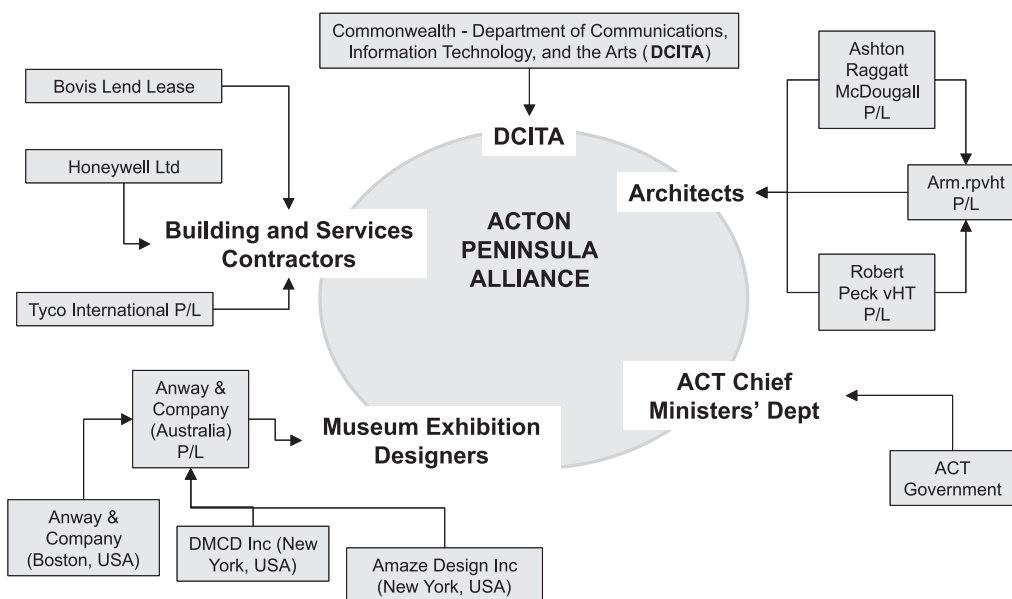 Commonwealth - Department of Communications,
Information Technology, and the Arts (DCITA)
Ashton
Raggatt
McDougall
P/L
Bovis Lend Lease
DCITA
Honeywell Ltd
Architects
Arm.rpvht
P/L
Building and Services
Contractors
ACTON
PENINSULA
ALLIANCE
Robert
Peck vHT
P/L
Tyco International P/L
Anway &
Company
(Australia)
P/L
ACT Chief
Ministers’ Dept
Museum Exhibition
Designers
ACT
Government
Anway &
Company
(Boston, USA)
DMCD Inc (New
York, USA)
Amaze Design Inc
(New York, USA)